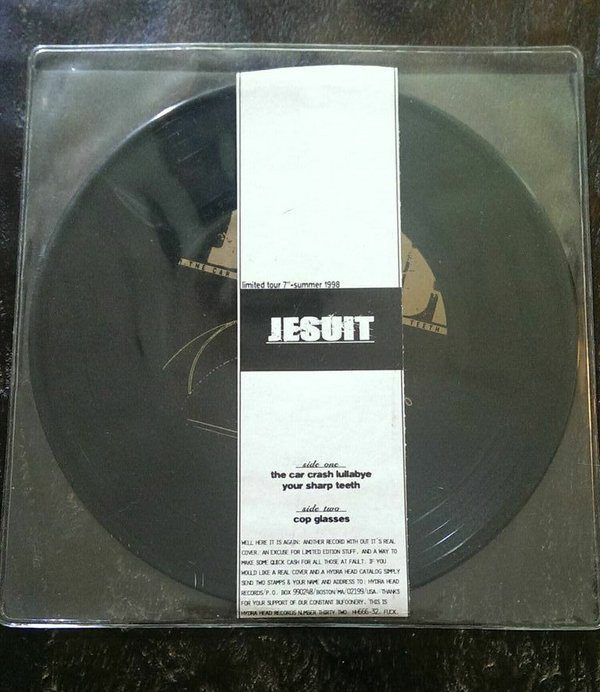 THE CAR
TEETH
limited tour 7"-summer 1998
JESUIT
side one
the car crash lullabye
your sharp teeth
side two
cop glasses
WELL HERE IT IS AGAIN: ANOTHER RECORD WITH OUT IT'S REAL
COVER. AN EXCUSE FOR LIMITED EDITION STUFF. AND A WAY TO
MAKE SOME QUICK CASH FOR ALL THOSE AT FAULT. IF YOU
WOULD LIKE A REAL COVER AND A HYDRA HEAD CATALOG SIMPLY
SEND TWO STAMPS & YOUR NAME AND ADDRESS TO: HYDRA HEAD
RECORDS/P.O. BOX 990248/BOSTON/MA/02199/USA. THANKS
FOR YOUR SUPPORT OF OUR CONSTANT BUFOONERY. THIS IS
HYDRA HEAD RECORDS NUMBER THIRTY TWO. HH666-32. FUCK.